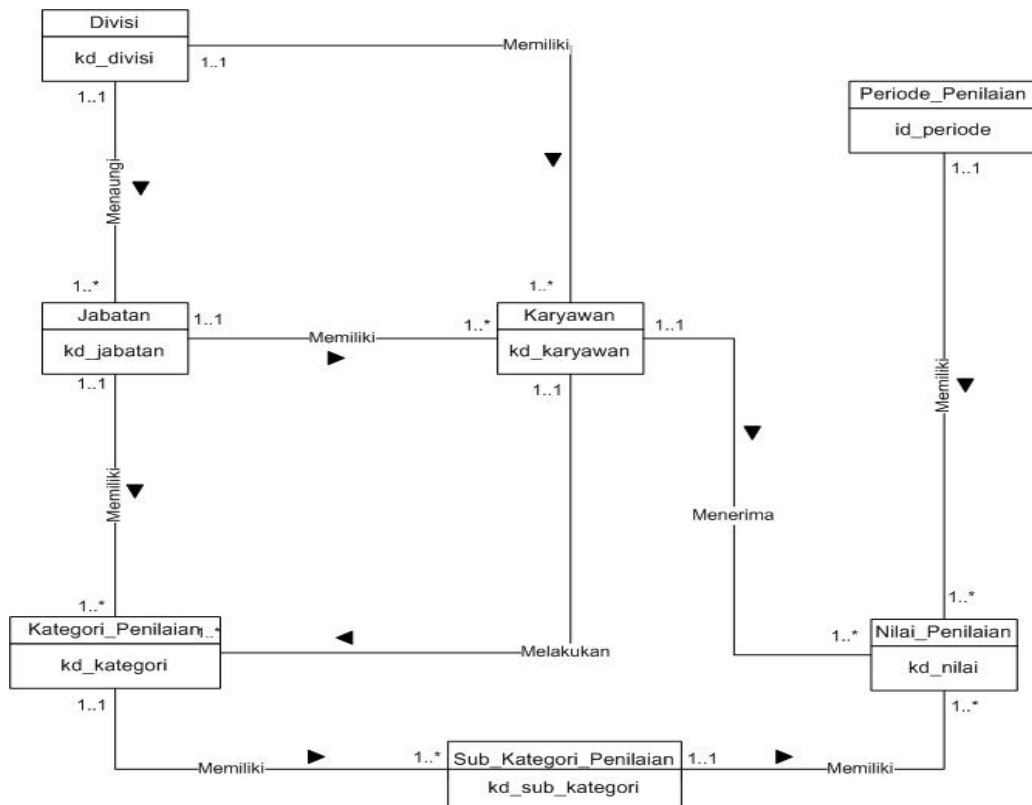 Divisi
kd_divisi
1..1
Memiliki
1..1
Periode_Penilaian
id_periode
1..1
Menaungi
1..*
1..*
Jabatan
kd_jabatan
1..1
Memiliki
1..*
Karyawan
kd_karyawan
1..1
1..1
1..1
Memiliki
Memiliki
Menerima
1..*
1..*
Kategori_Penilaian
1..*
kd_kategori
Melakukan
1..*
Nilai_Penilaian
kd_nilai
1..1
1..*
Memiliki
1..*
Sub_Kategori_Penilaian
kd_sub_kategori
1..1
Memiliki